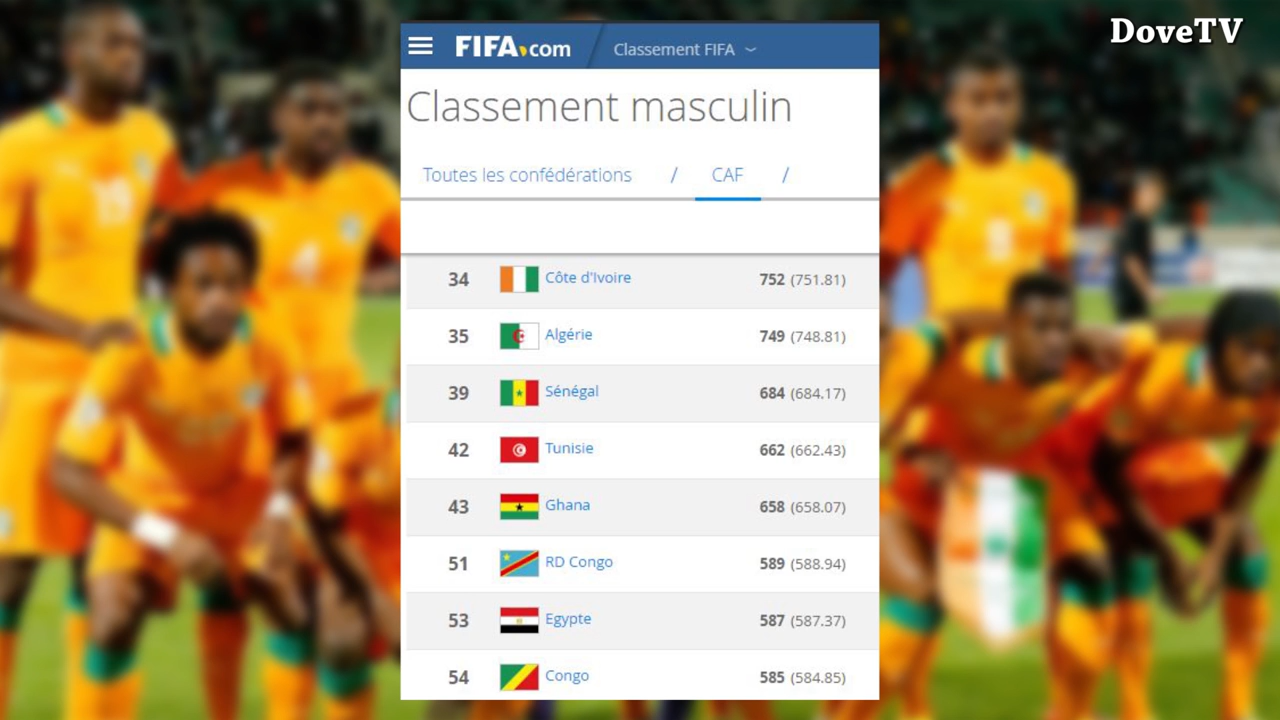 DoveTV
FIFA.com Classement FIFA
Classement masculin
Toutes les confédérations / CAF /
34 Côte d'Ivoire 752 (751.81)
35 Algérie 749 (748.81)
39 Sénégal 684 (684.17)
42 Tunisie 662 (662.43)
43 Ghana 658 (658.07)
51 RD Congo 589 (588.94)
53 Egypte 587 (587.37)
54 Congo 585 (584.85)